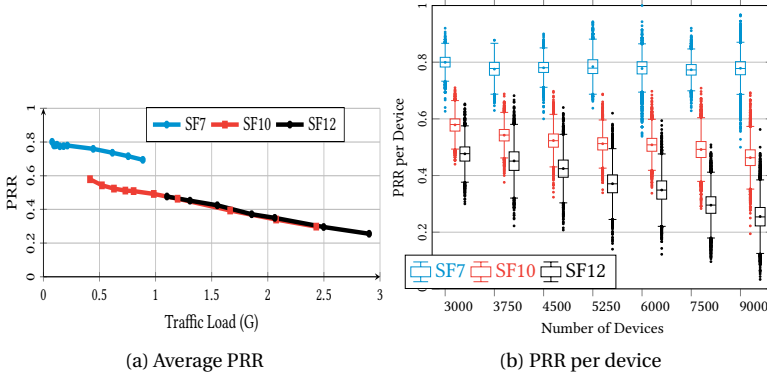 1
0.8
0.6
0.4
0.2
0
PRR
SF7 SF10 SF12
0 0.5 1 1.5 2 2.5 3
Traffic Load (G)
(a) Average PRR
0.8
0.6
0.4
0.2
PRR per Device
SF7 SF10 SF12
3000 3750 4500 5250 6000 7500 9000
Number of Devices
(b) PRR per device